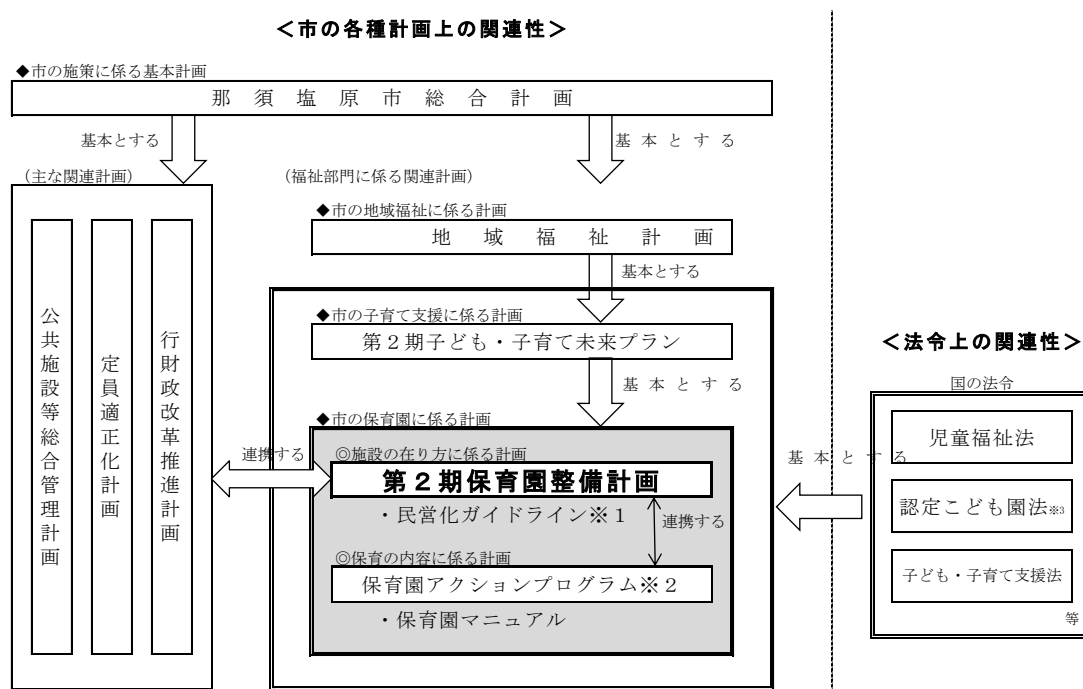 ＜市の各種計画上の関連性＞
◆市の施策に係る基本計画
那須塩原市総合計画
基本とする
基本とする
（主な関連計画）
公共施設等総合管理計画
定員適正化計画
行財政改革推進計画
（福祉部門に係る関連計画）
◆市の地域福祉に係る計画
地域福祉計画
基本とする
◆市の子育て支援に係る計画
第２期子ども・子育て未来プラン
基本とする
◆市の保育園に係る計画
連携する
◎施設の在り方に係る計画
第２期保育園整備計画
・民営化ガイドライン※１
連携する
◎保育の内容に係る計画
保育園アクションプログラム※２
・保育園マニュアル
＜法令上の関連性＞
国の法令
基本とする
児童福祉法
認定こども園法※3
子ども・子育て支援法
等